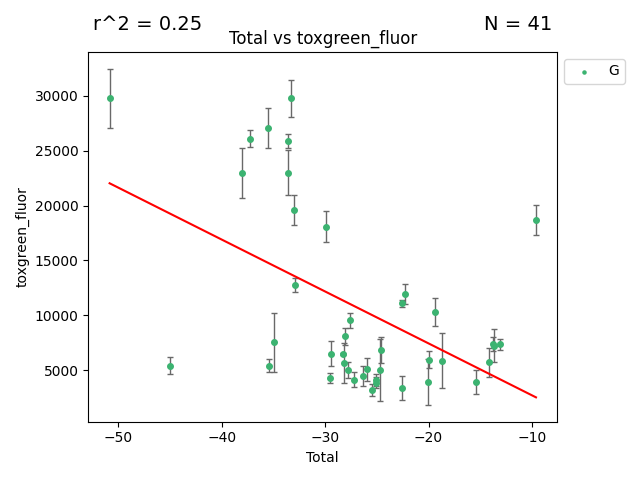 r^2 = 0.25
N = 41
Total vs toxgreen_fluor
G
30000
25000
20000
15000
10000
5000
toxgreen_fluor
−50
−40
−30
−20
−10
Total